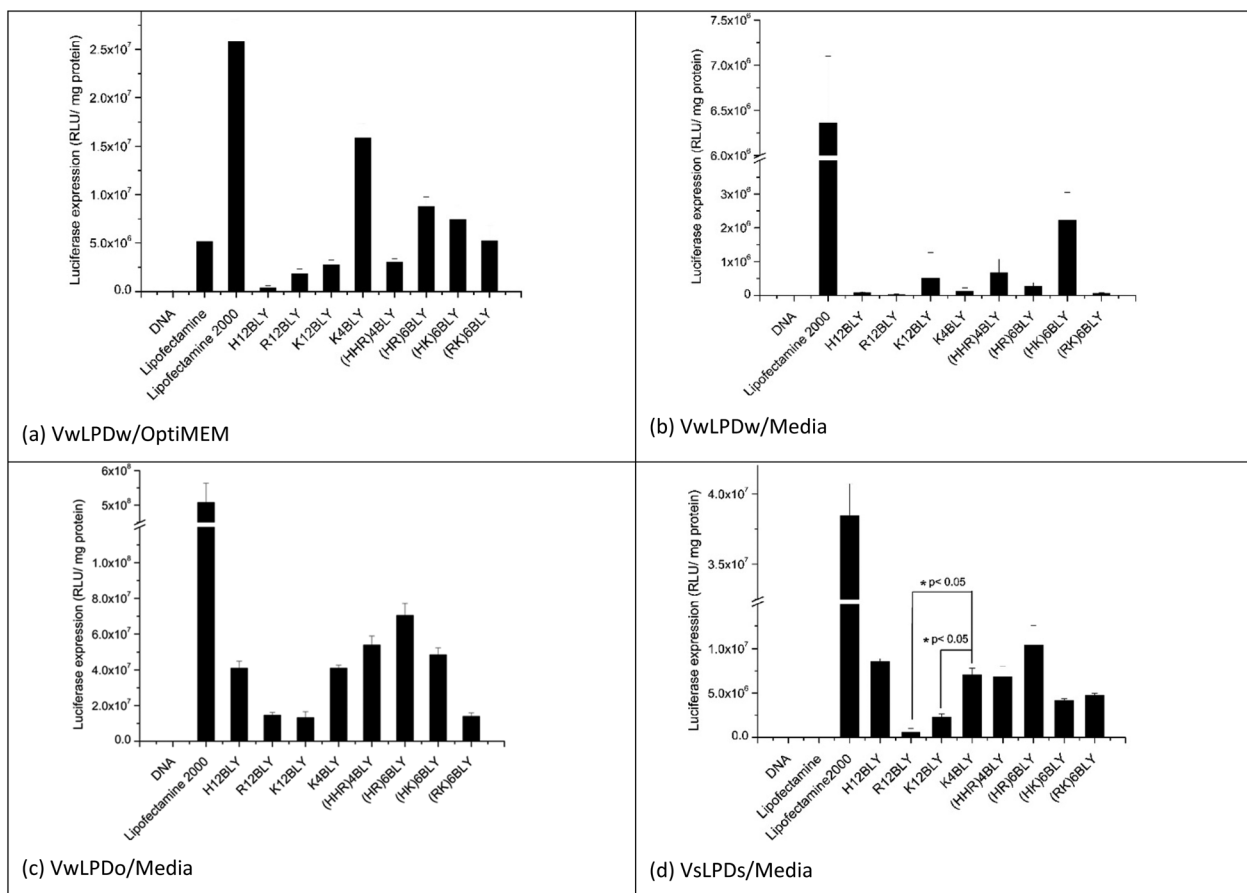 Luciferase expression (RLU/ mg protein)
2.5x10⁷
2.0x10⁷
1.5x10⁷
1.0x10⁷
5.0x10⁶
0.0
DNA
Lipofectamine
Lipofectamine 2000
H12BLY
R12BLY
K12BLY
K4BLY
(HHR)4BLY
(HR)6BLY
(HK)6BLY
(RK)6BLY
(a) VwLPDw/OptiMEM
Luciferase expression (RLU/ mg protein)
7.5x10⁶
7.0x10⁶
6.5x10⁶
6.0x10⁶
3x10⁶
2x10⁶
1x10⁶
0
DNA
Lipofectamine 2000
H12BLY
R12BLY
K12BLY
K4BLY
(HHR)4BLY
(HR)6BLY
(HK)6BLY
(RK)6BLY
(b) VwLPDw/Media
Luciferase expression (RLU/ mg protein)
6x10⁸
5x10⁸
1.0x10⁸
8.0x10⁷
6.0x10⁷
4.0x10⁷
2.0x10⁷
0.0
DNA
Lipofectamine 2000
H12BLY
R12BLY
K12BLY
K4BLY
(HHR)4BLY
(HR)6BLY
(HK)6BLY
(RK)6BLY
(c) VwLPDo/Media
Luciferase expression (RLU/ mg protein)
4.0x10⁷
3.5x10⁷
1.0x10⁷
5.0x10⁶
0.0
* p< 0.05
* p< 0.05
DNA
Lipofectamine
Lipofectamine2000
H12BLY
R12BLY
K12BLY
K4BLY
(HHR)4BLY
(HR)6BLY
(HK)6BLY
(RK)6BLY
(d) VsLPDs/Media